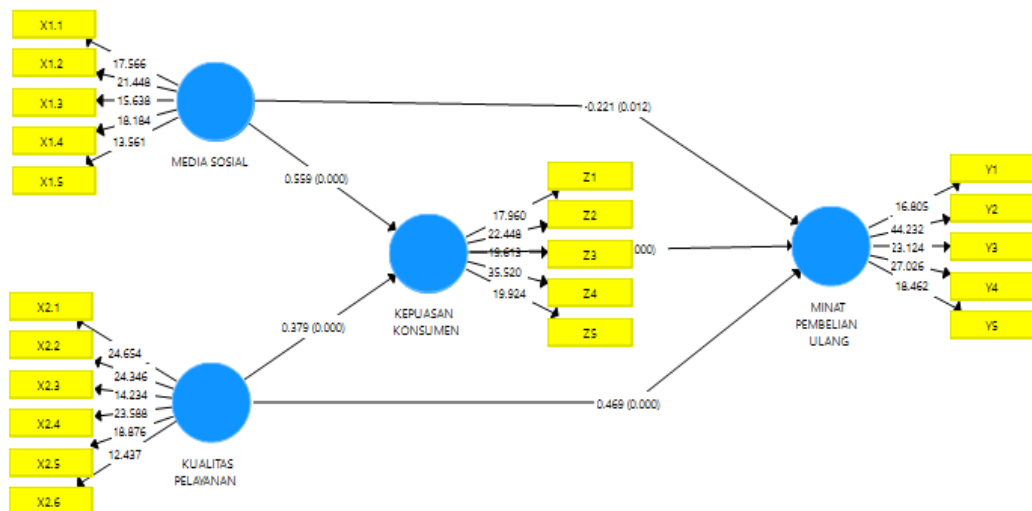 X1.1
X1.2
X1.3
X1.4
X1.5
17.566
21.448
15.638
18.184
13.561
MEDIA SOSIAL
-0.221 (0.012)
0.559 (0.000)
Z1
Z2
Z3
Z4
Z5
17.960
22.448
19.613
35.520
19.924
KEPUASAN
KONSUMEN
000)
Y1
Y2
Y3
Y4
Y5
16.805
44.232
23.124
27.026
18.462
MINAT
PEMBELIAN
ULANG
X2.1
X2.2
X2.3
X2.4
X2.5
X2.6
24.654
24.346
14.234
23.588
18.876
12.437
KUALITAS
PELAYANAN
0.379 (0.000)
0.469 (0.000)